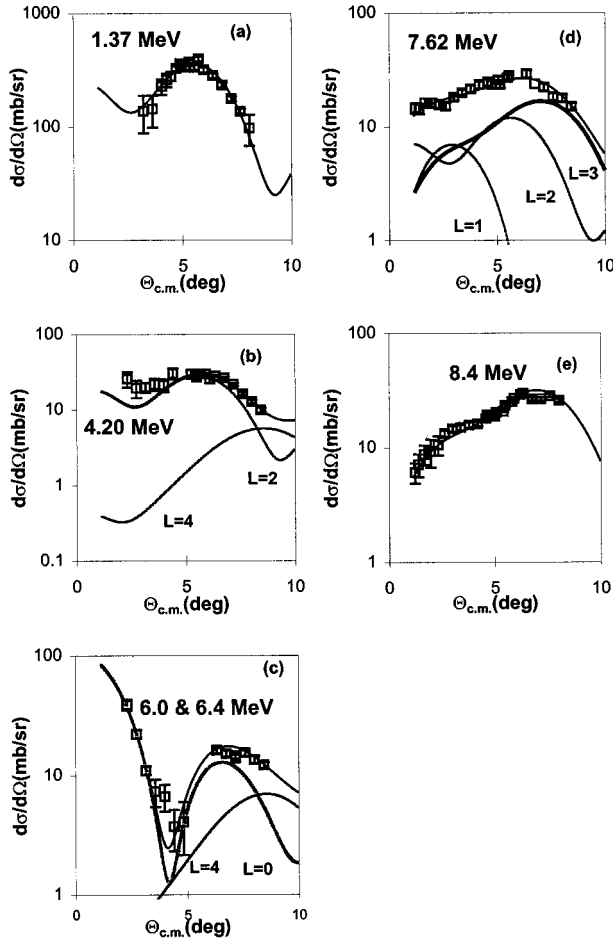 1000
100
10
dσ/dΩ(mb/sr)
1.37 MeV
(a)
0
5
10
Θc.m.(deg)
100
10
1
dσ/dΩ(mb/sr)
7.62 MeV
(d)
L=3
L=2
L=1
0
5
10
Θc.m.(deg)
100
10
1
0.1
dσ/dΩ(mb/sr)
(b)
4.20 MeV
L=2
L=4
0
5
10
Θc.m.(deg)
100
10
1
dσ/dΩ(mb/sr)
8.4 MeV
(e)
0
5
10
Θc.m.(deg)
100
10
1
dσ/dΩ(mb/sr)
(c)
6.0 & 6.4 MeV
L=4
L=0
0
5
10
Θc.m.(deg)